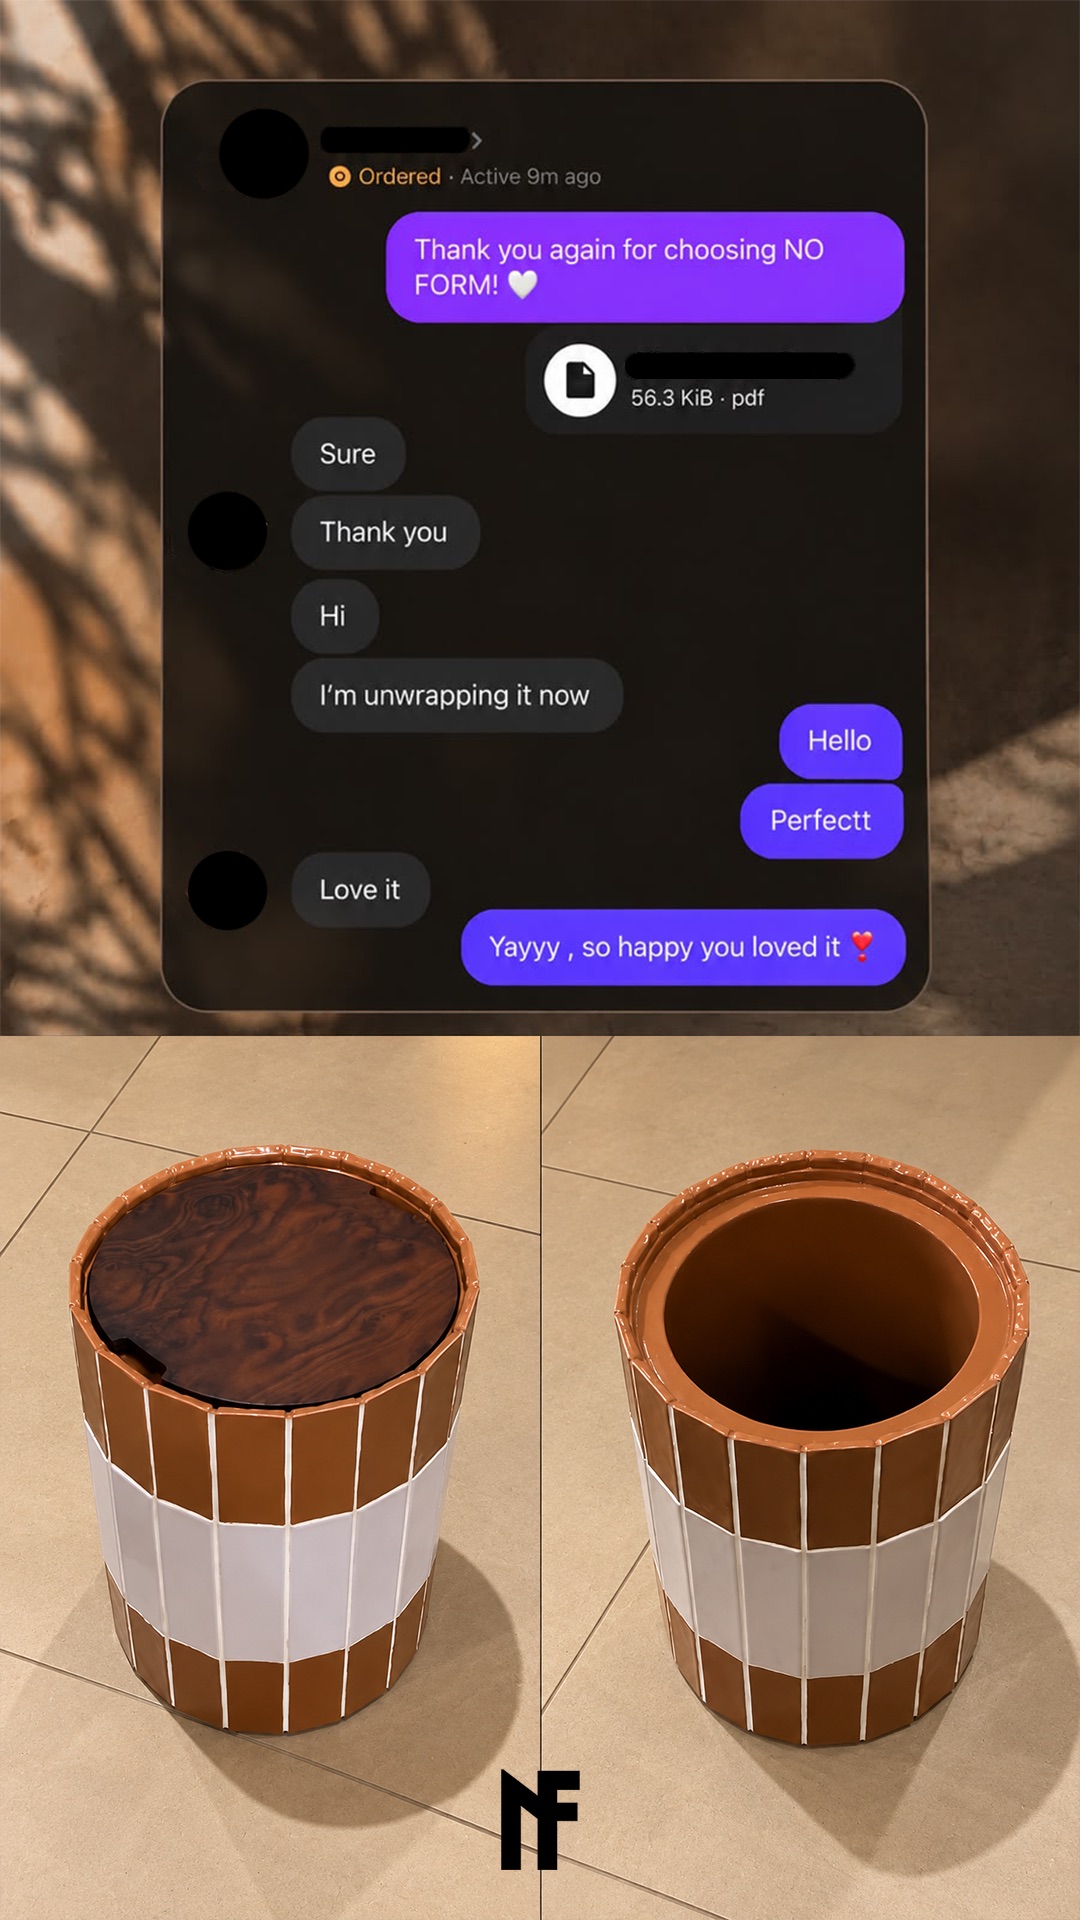 Ordered · Active 9m ago
Thank you again for choosing NO
FORM! 🤍
56.3 KiB · pdf
Sure
Thank you
Hi
I'm unwrapping it now
Hello
Perfectt
Love it
Yayyy , so happy you loved it ❣️
NF